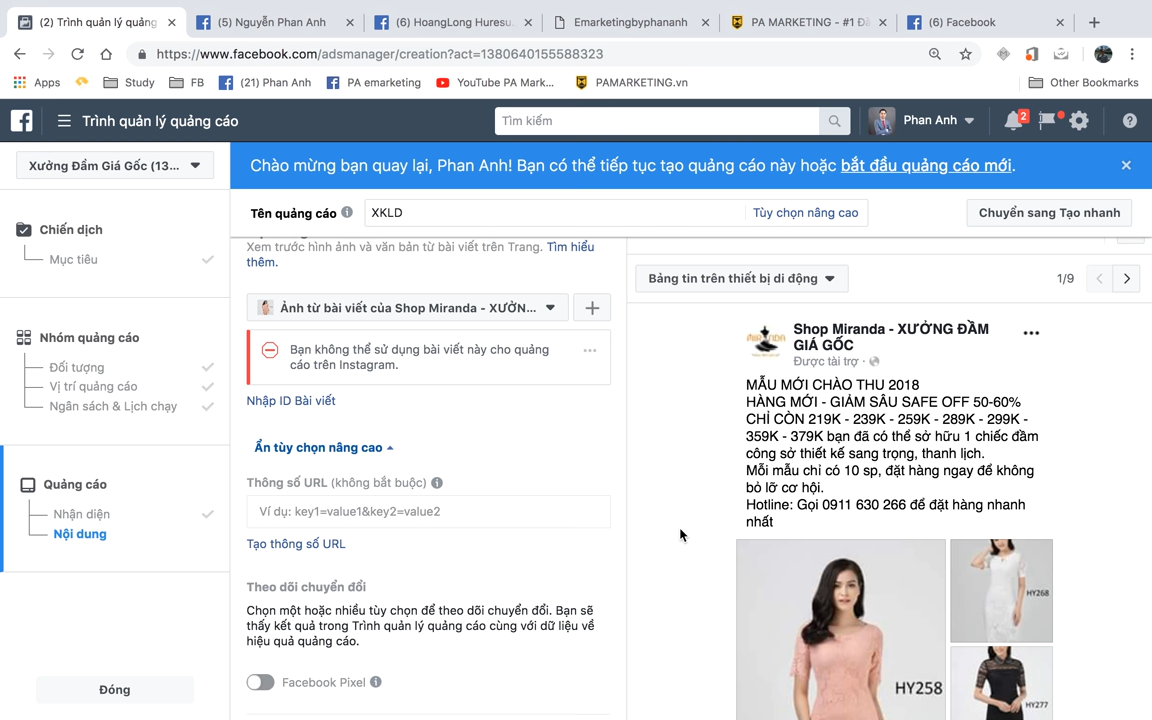 (2) Trình quản lý quảng
(5) Nguyễn Phan Anh
(6) HoangLong Huresu
Emarketingbyphananh
PA MARKETING - #1 Đà
(6) Facebook
https://www.facebook.com/adsmanager/creation?act=1380640155588323
Apps
Study
FB
(21) Phan Anh
PA emarketing
YouTube PA Mark...
PAMARKETING.vn
Other Bookmarks
Trình quản lý quảng cáo
Tìm kiếm
Phan Anh
2
Xưởng Đầm Giá Gốc (13...
Chào mừng bạn quay lại, Phan Anh! Bạn có thể tiếp tục tạo quảng cáo này hoặc bắt đầu quảng cáo mới.
Tên quảng cáo
XKLD
Tùy chọn nâng cao
Chuyển sang Tạo nhanh
Chiến dịch
Mục tiêu
Nhóm quảng cáo
Đối tượng
Vị trí quảng cáo
Ngân sách & Lịch chạy
Quảng cáo
Nhận diện
Nội dung
Đóng
Xem trước hình ảnh và văn bản từ bài viết trên Trang. Tìm hiểu
thêm.
Ảnh từ bài viết của Shop Miranda - XƯỞN...
Bạn không thể sử dụng bài viết này cho quảng
cáo trên Instagram.
Nhập ID Bài viết
Ẩn tùy chọn nâng cao
Thông số URL (không bắt buộc)
Ví dụ: key1=value1&key2=value2
Tạo thông số URL
Theo dõi chuyển đổi
Chọn một hoặc nhiều tùy chọn để theo dõi chuyển đổi. Bạn sẽ
thấy kết quả trong Trình quản lý quảng cáo cùng với dữ liệu về
hiệu quả quảng cáo.
Facebook Pixel
Bảng tin trên thiết bị di động
1/9
MIRANDA
Shop Miranda - XƯỞNG ĐẦM
GIÁ GỐC
Được tài trợ ·
MẪU MỚI CHÀO THU 2018
HÀNG MỚI - GIẢM SÂU SAFE OFF 50-60%
CHỈ CÒN 219K - 239K - 259K - 289K - 299K -
359K - 379K bạn đã có thể sở hữu 1 chiếc đầm
công sở thiết kế sang trọng, thanh lịch.
Mỗi mẫu chỉ có 10 sp, đặt hàng ngay để không
bỏ lỡ cơ hội.
Hotline: Gọi 0911 630 266 để đặt hàng nhanh
nhất
HY258
HY268
HY277